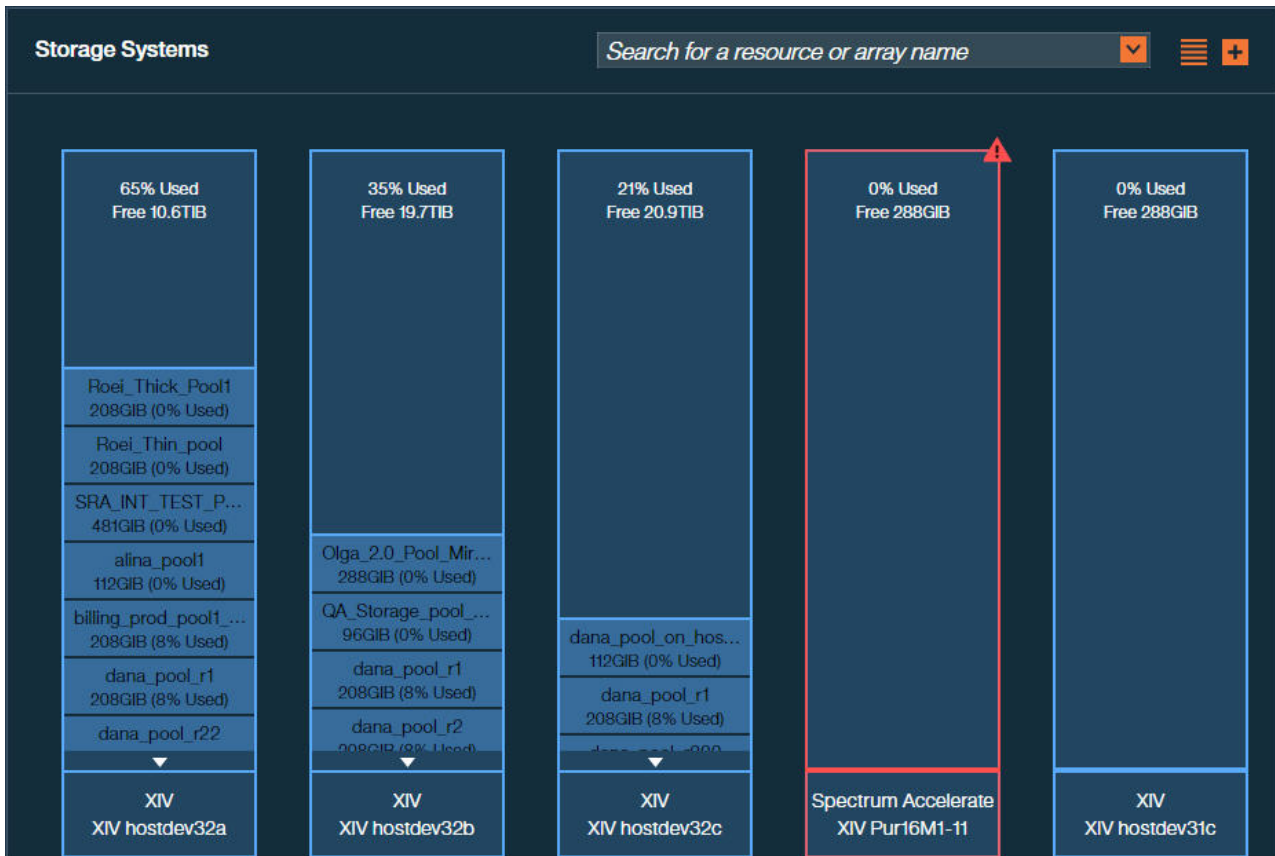 Storage Systems
Search for a resource or array name
65% Used
Free 10.6TIB
Roei_Thick_Pool1
208GIB (0% Used)
Roei_Thin_pool
208GIB (0% Used)
SRA_INT_TEST_P...
481GIB (0% Used)
alina_pool1
112GIB (0% Used)
billing_prod_pool1_...
208GIB (8% Used)
dana_pool_r1
208GIB (8% Used)
dana_pool_r22
XIV
XIV hostdev32a
35% Used
Free 19.7TIB
Olga_2.0_Pool_Mir...
288GIB (0% Used)
QA_Storage_pool_...
96GIB (0% Used)
dana_pool_r1
208GIB (8% Used)
dana_pool_r2
208GIB (8% Used)
XIV
XIV hostdev32b
21% Used
Free 20.9TIB
dana_pool_on_hos...
112GIB (0% Used)
dana_pool_r1
208GIB (8% Used)
XIV
XIV hostdev32c
0% Used
Free 288GIB
Spectrum Accelerate
XIV Pur16M1-11
0% Used
Free 288GIB
XIV
XIV hostdev31c